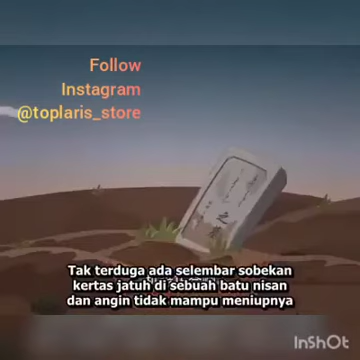 Follow
Instagram
@toplaris_store
之
Tak terduga ada selembar sobekan
kertas jatuh di sebuah batu nisan
dan angin tidak mampu meniupnya
InShOt